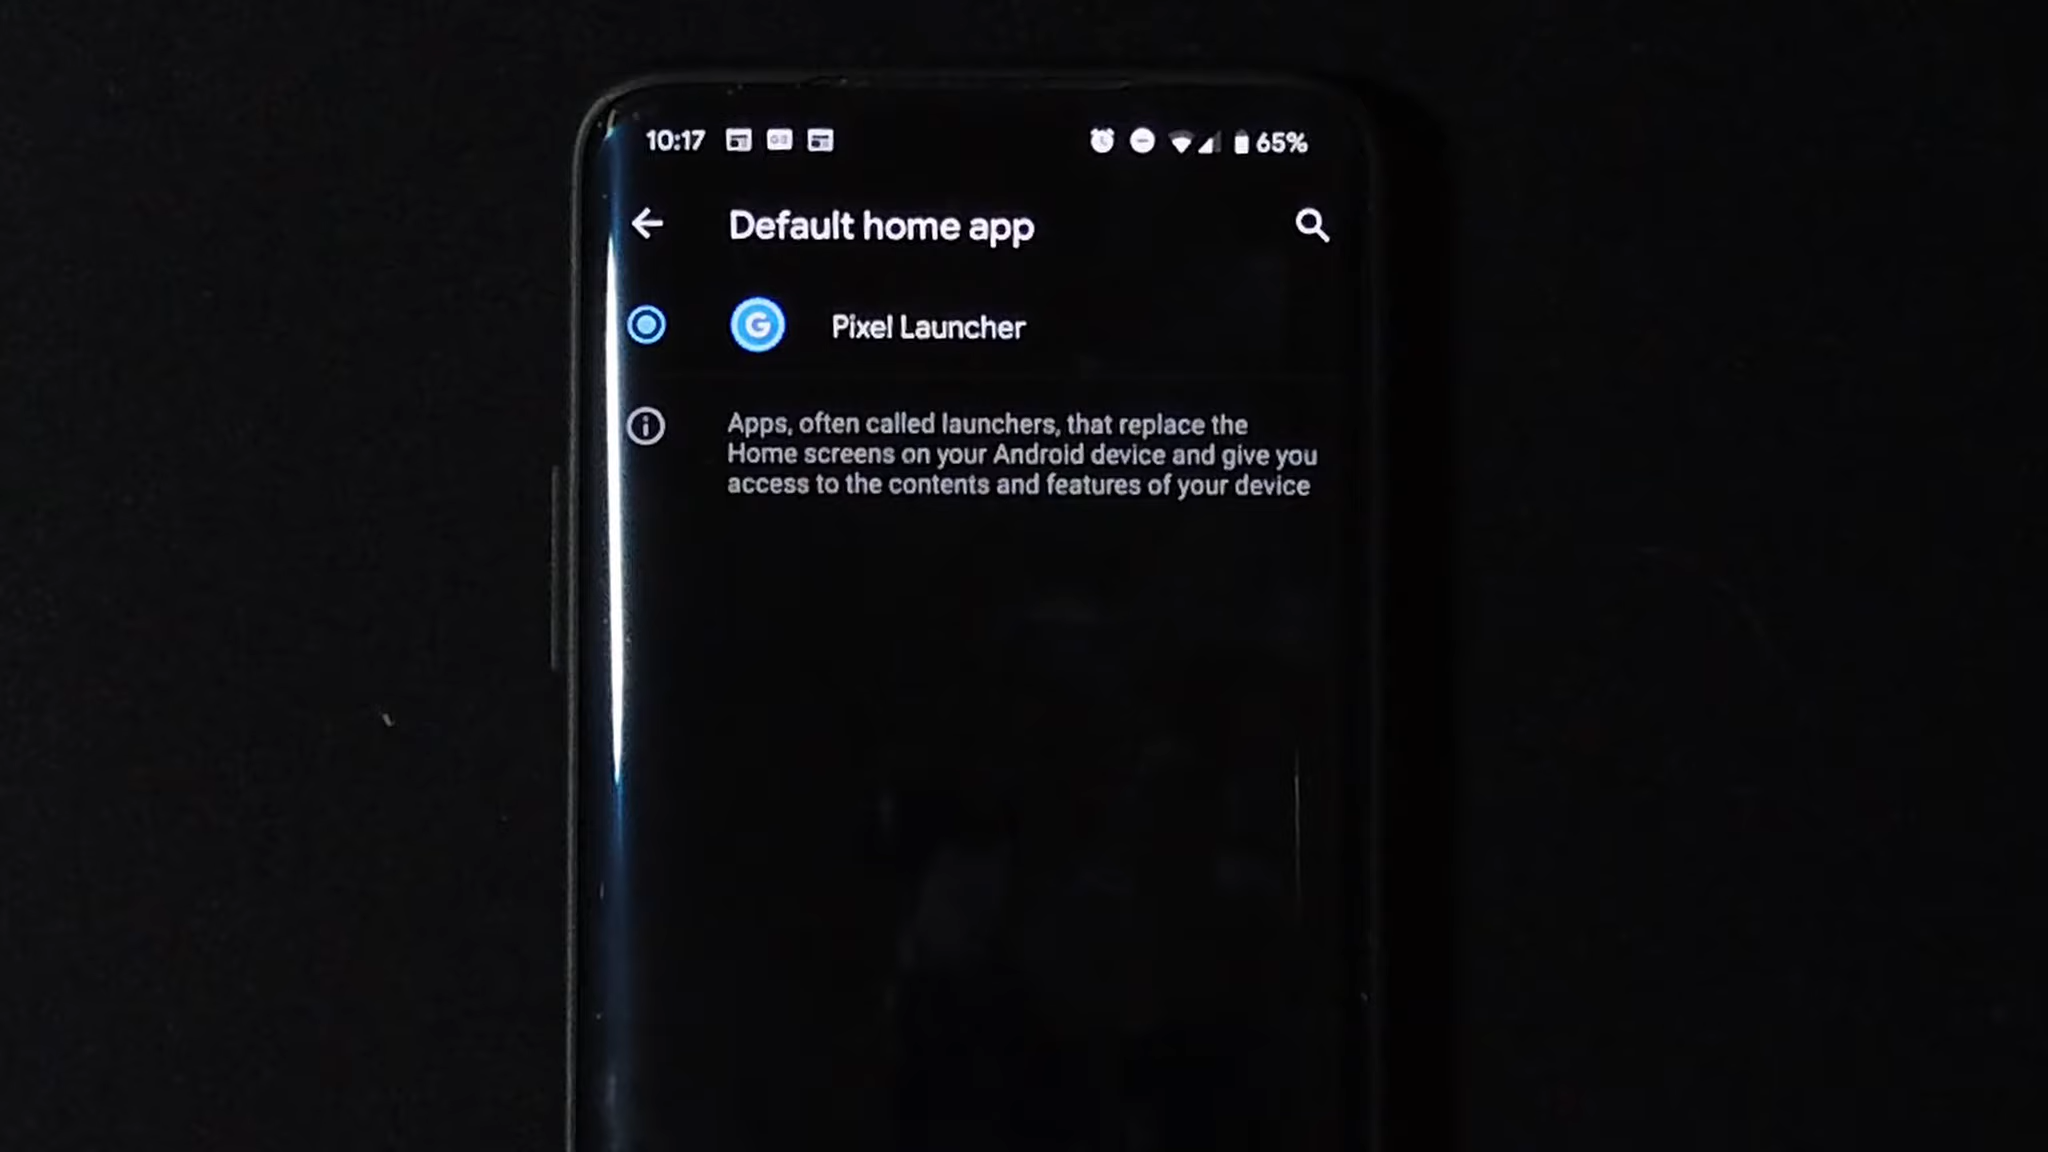 10:17 65%
Default home app
G Pixel Launcher
Apps, often called launchers, that replace the
Home screens on your Android device and give you
access to the contents and features of your device